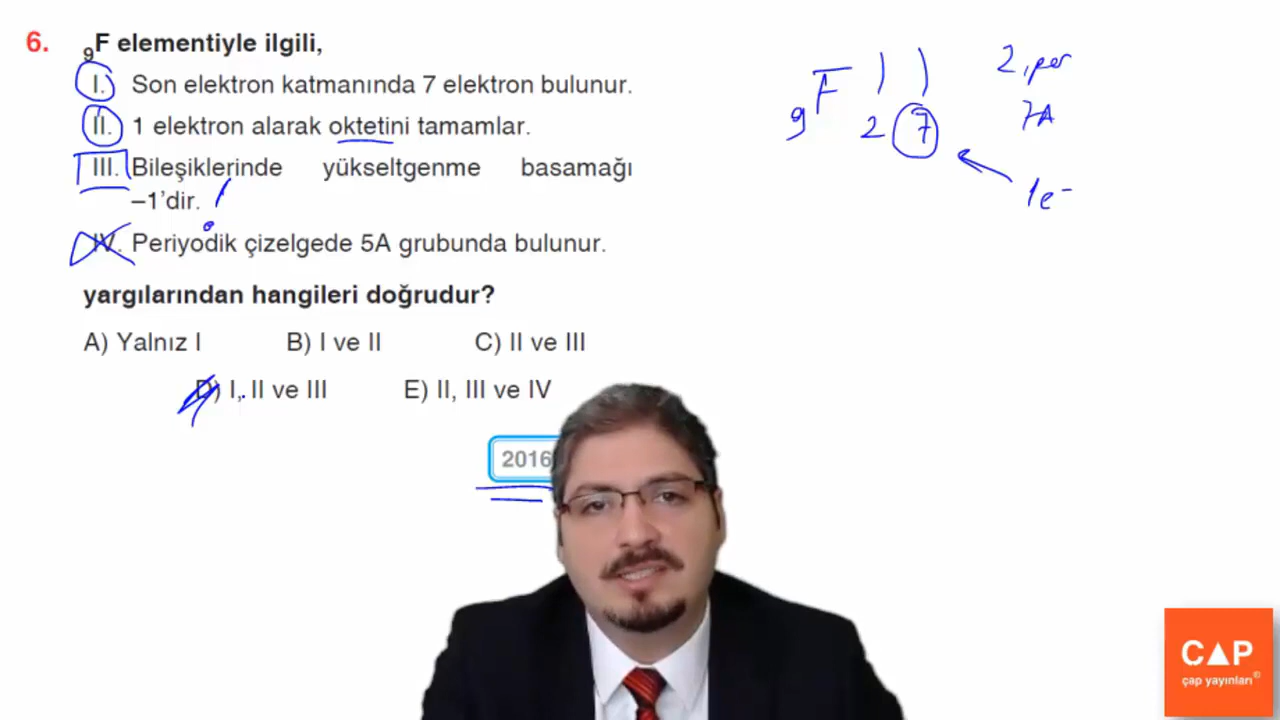 6. ₉F elementiyle ilgili,
I. Son elektron katmanında 7 elektron bulunur.
II. 1 elektron alarak oktetini tamamlar.
III. Bileşiklerinde yükseltgenme basamağı
–1'dir.
IV. Periyodik çizelgede 5A grubunda bulunur.
yargılarından hangileri doğrudur?
A) Yalnız I B) I ve II C) II ve III
D) I, II ve III E) II, III ve IV
2016
₉F ) )
2 7
2. per
7A
1e⁻
ÇAP
çap yayınları©